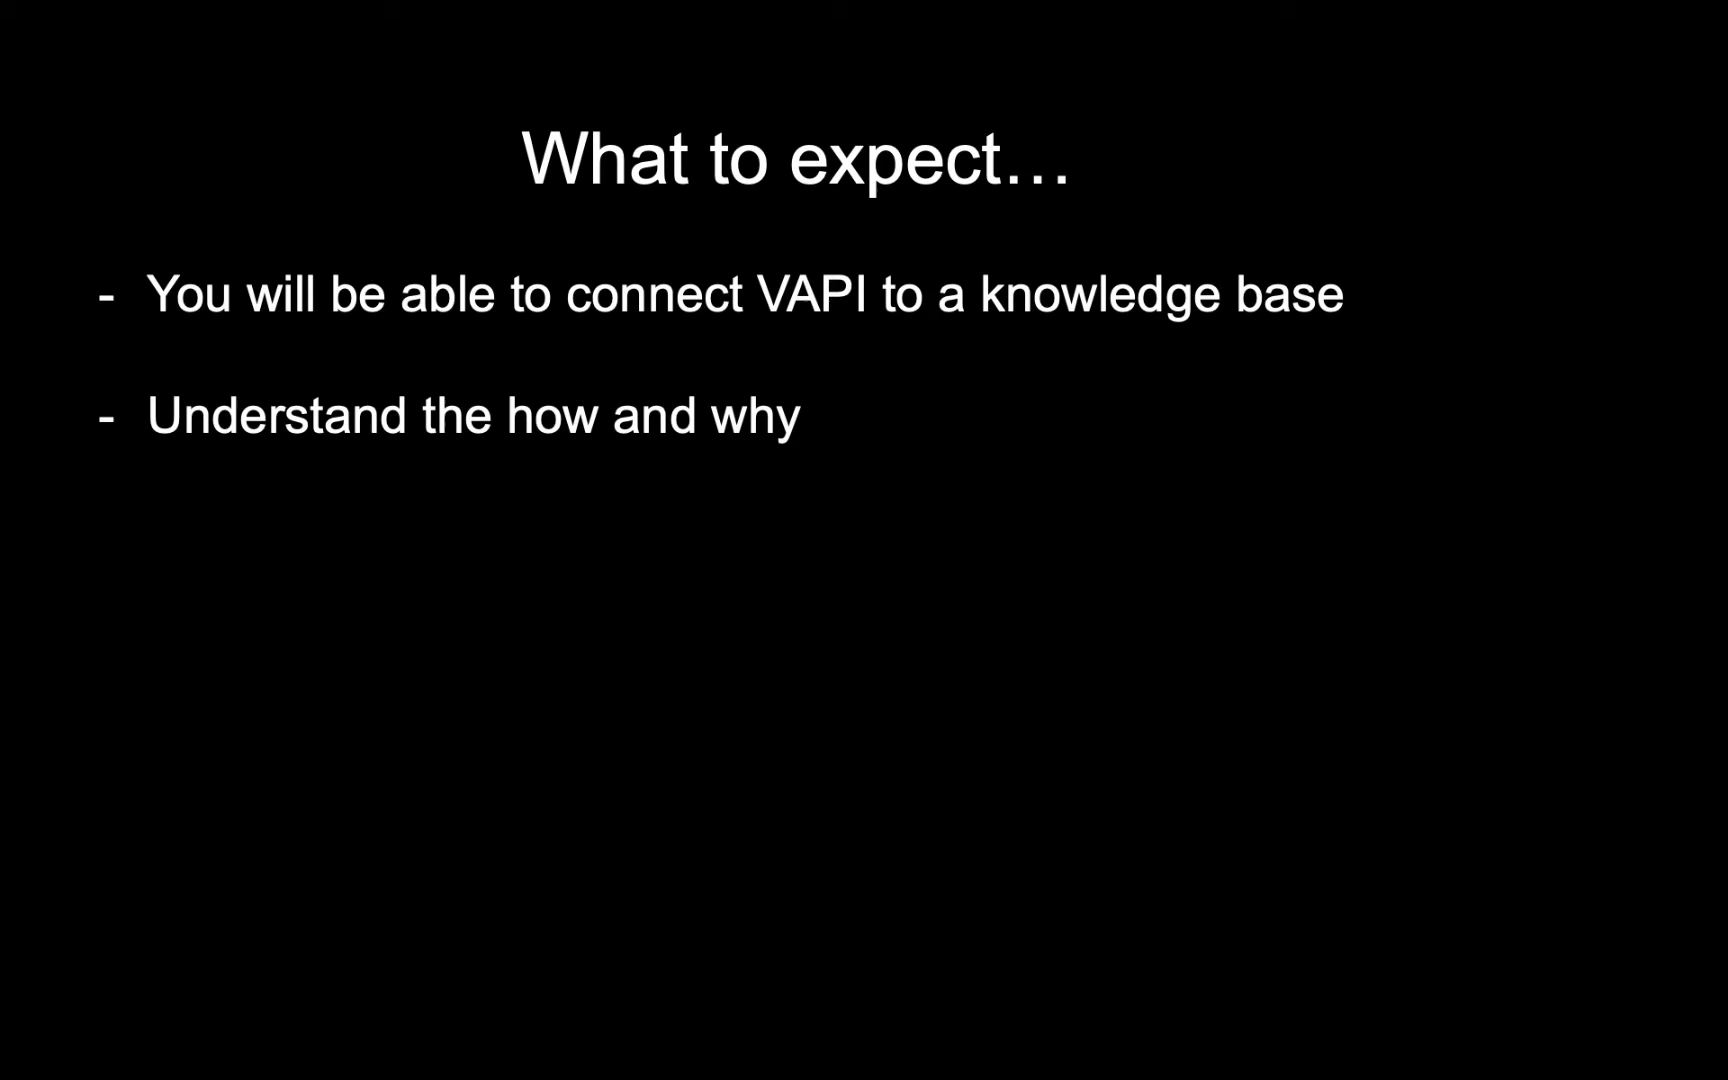 What to expect…
- You will be able to connect VAPI to a knowledge base
- Understand the how and why